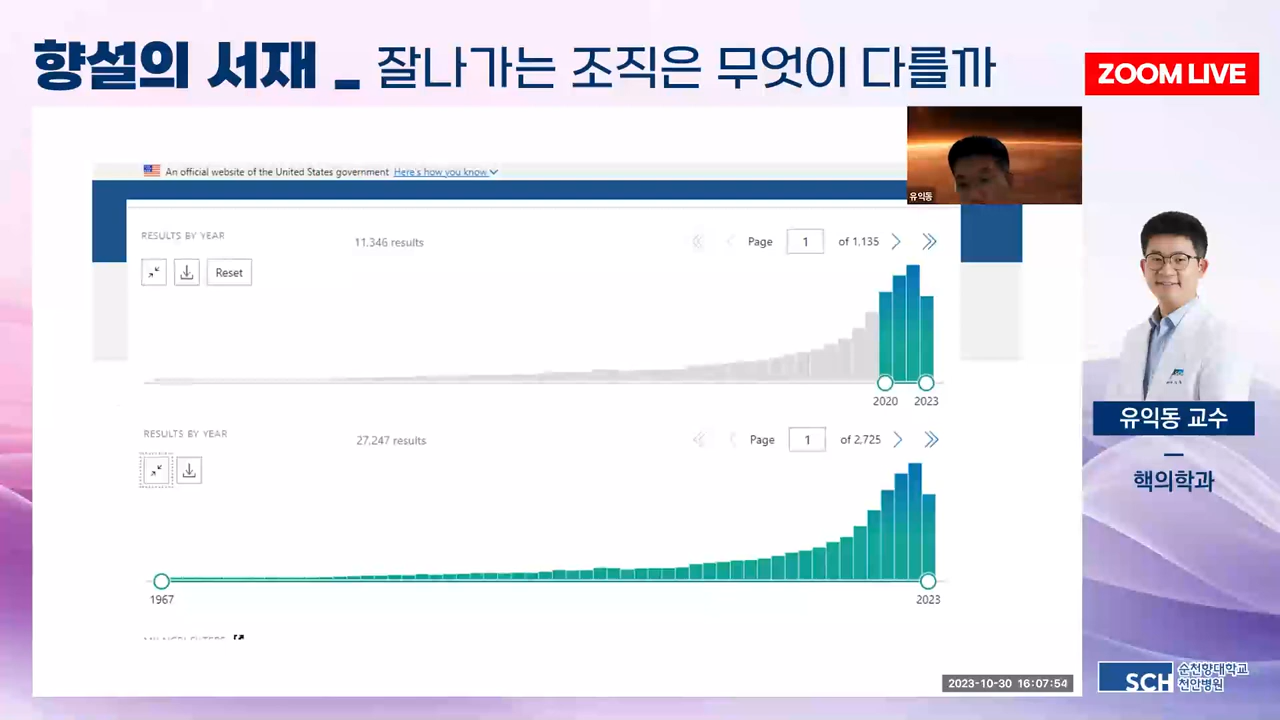 향설의 서재 _ 잘나가는 조직은 무엇이 다를까
ZOOM LIVE
An official website of the United States government Here's how you know
유익동
RESULTS BY YEAR
11,346 results
Page 1 of 1,135
Reset
2020 2023
RESULTS BY YEAR
27,247 results
Page 1 of 2,725
1967 2023
유익동 교수
핵의학과
2023-10-30 16:07:54
SCH 순천향대학교
천안병원